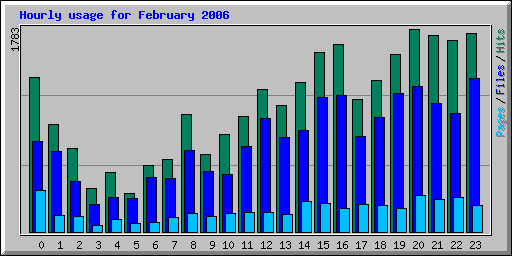 Hourly usage for February 2006
1783
Pages / Files / Hits
0 1 2 3 4 5 6 7 8 9 10 11 12 13 14 15 16 17 18 19 20 21 22 23